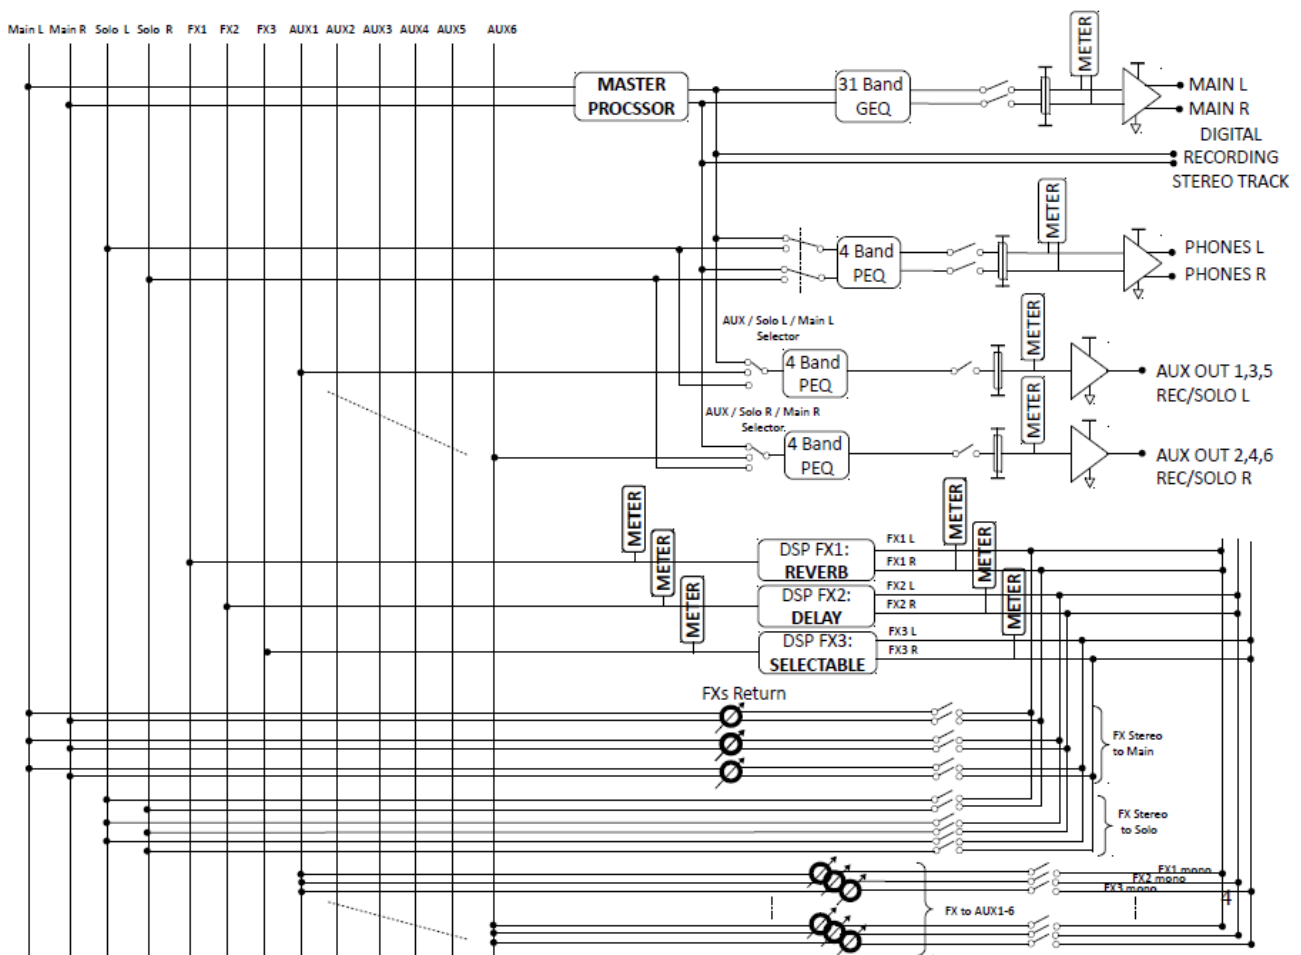 Main L Main R Solo L Solo R FX1 FX2 FX3 AUX1 AUX2 AUX3 AUX4 AUX5 AUX6
METER
MASTER
PROCSSOR
31 Band
GEQ
MAIN L
MAIN R
DIGITAL
RECORDING
STEREO TRACK
METER
4 Band
PEQ
PHONES L
PHONES R
AUX / Solo L / Main L
Selector
METER
4 Band
PEQ
AUX OUT 1,3,5
REC/SOLO L
AUX / Solo R / Main R
Selector.
METER
4 Band
PEQ
AUX OUT 2,4,6
REC/SOLO R
METER
METER
METER
DSP FX1:
REVERB
FX1 L
FX1 R
METER
DSP FX2:
DELAY
FX2 L
FX2 R
METER
DSP FX3:
SELECTABLE
FX3 L
FX3 R
METER
FXs Return
FX Stereo
to Main
FX Stereo
to Solo
FX1 mono
FX2 mono
FX3 mono
4
FX to AUX1-6